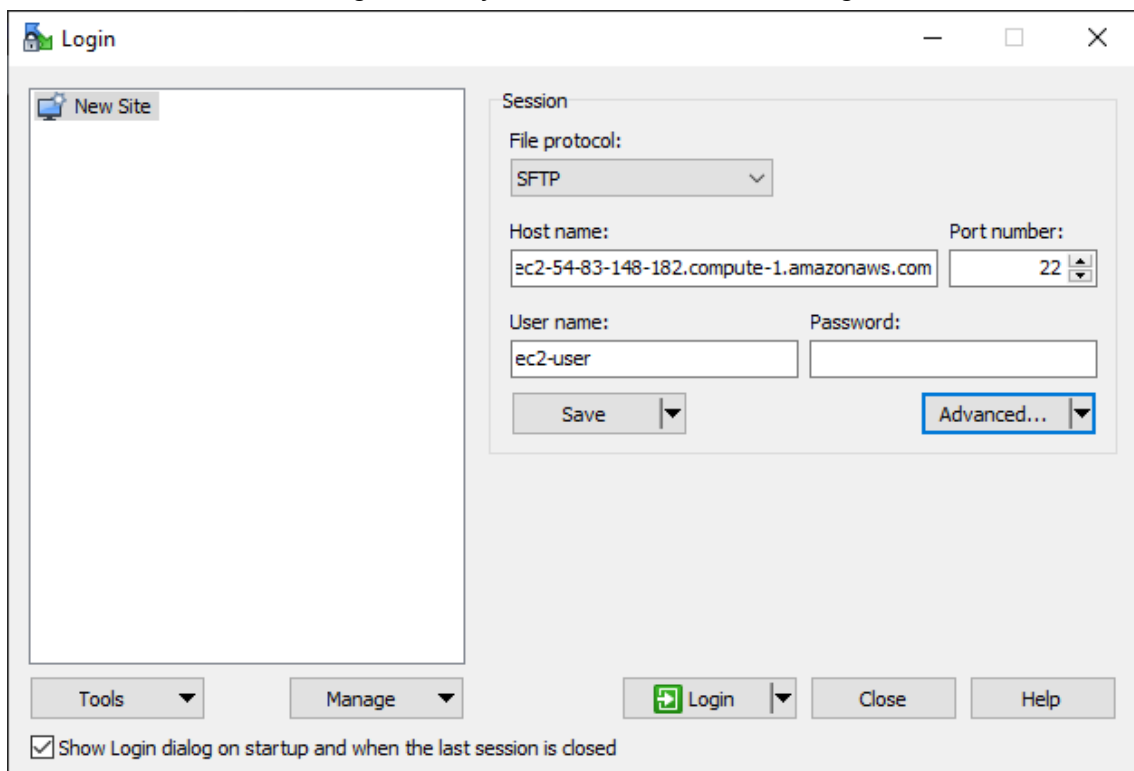 Login
New Site
Session
File protocol:
SFTP
Host name:
Port number:
ec2-54-83-148-182.compute-1.amazonaws.com
22
User name:
Password:
ec2-user
Save
Advanced...
Tools
Manage
Login
Close
Help
Show Login dialog on startup and when the last session is closed